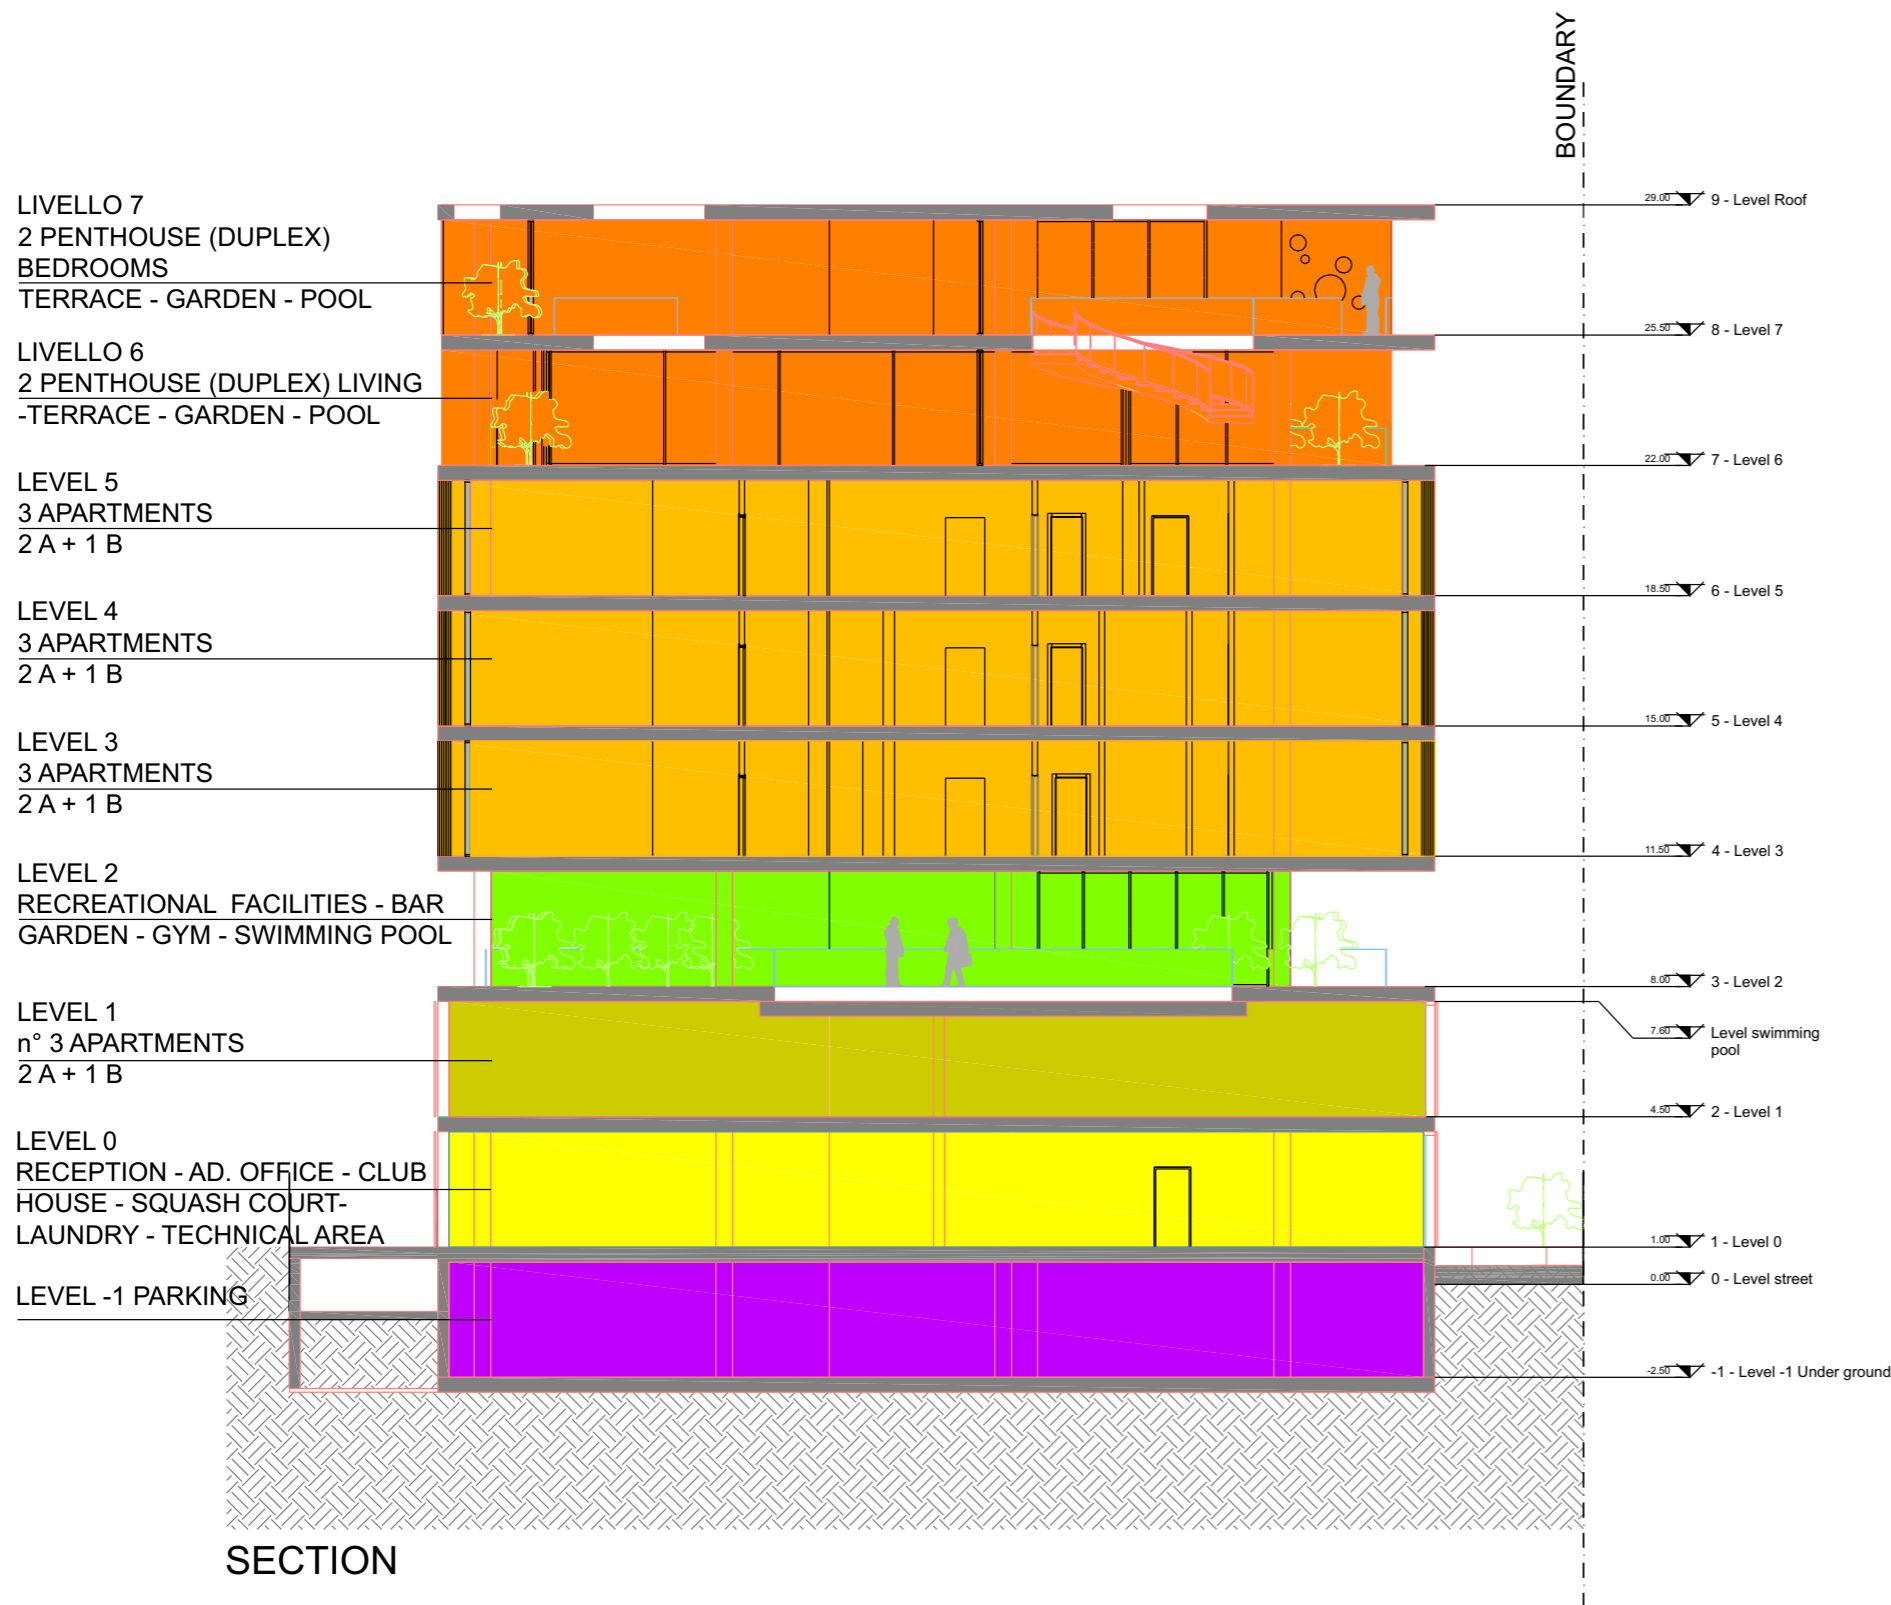 BOUNDARY
LIVELLO 7
2 PENTHOUSE (DUPLEX)
BEDROOMS
TERRACE - GARDEN - POOL
LIVELLO 6
2 PENTHOUSE (DUPLEX) LIVING
-TERRACE - GARDEN - POOL
LEVEL 5
3 APARTMENTS
2 A + 1 B
LEVEL 4
3 APARTMENTS
2 A + 1 B
LEVEL 3
3 APARTMENTS
2 A + 1 B
LEVEL 2
RECREATIONAL FACILITIES - BAR
GARDEN - GYM - SWIMMING POOL
LEVEL 1
n° 3 APARTMENTS
2 A + 1 B
LEVEL 0
RECEPTION - AD. OFFICE - CLUB
HOUSE - SQUASH COURT-
LAUNDRY - TECHNICAL AREA
LEVEL -1 PARKING
29.00 9 - Level Roof
25.50 8 - Level 7
22.00 7 - Level 6
18.50 6 - Level 5
15.00 5 - Level 4
11.50 4 - Level 3
8.00 3 - Level 2
7.60 Level swimming
pool
4.50 2 - Level 1
1.00 1 - Level 0
0.00 0 - Level street
-2.50 -1 - Level -1 Under ground
SECTION